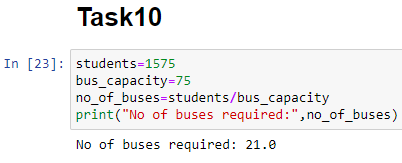 Task10
In [23]: students=1575
bus_capacity=75
no_of_buses=students/bus_capacity
print("No of buses required:",no_of_buses)
No of buses required: 21.0